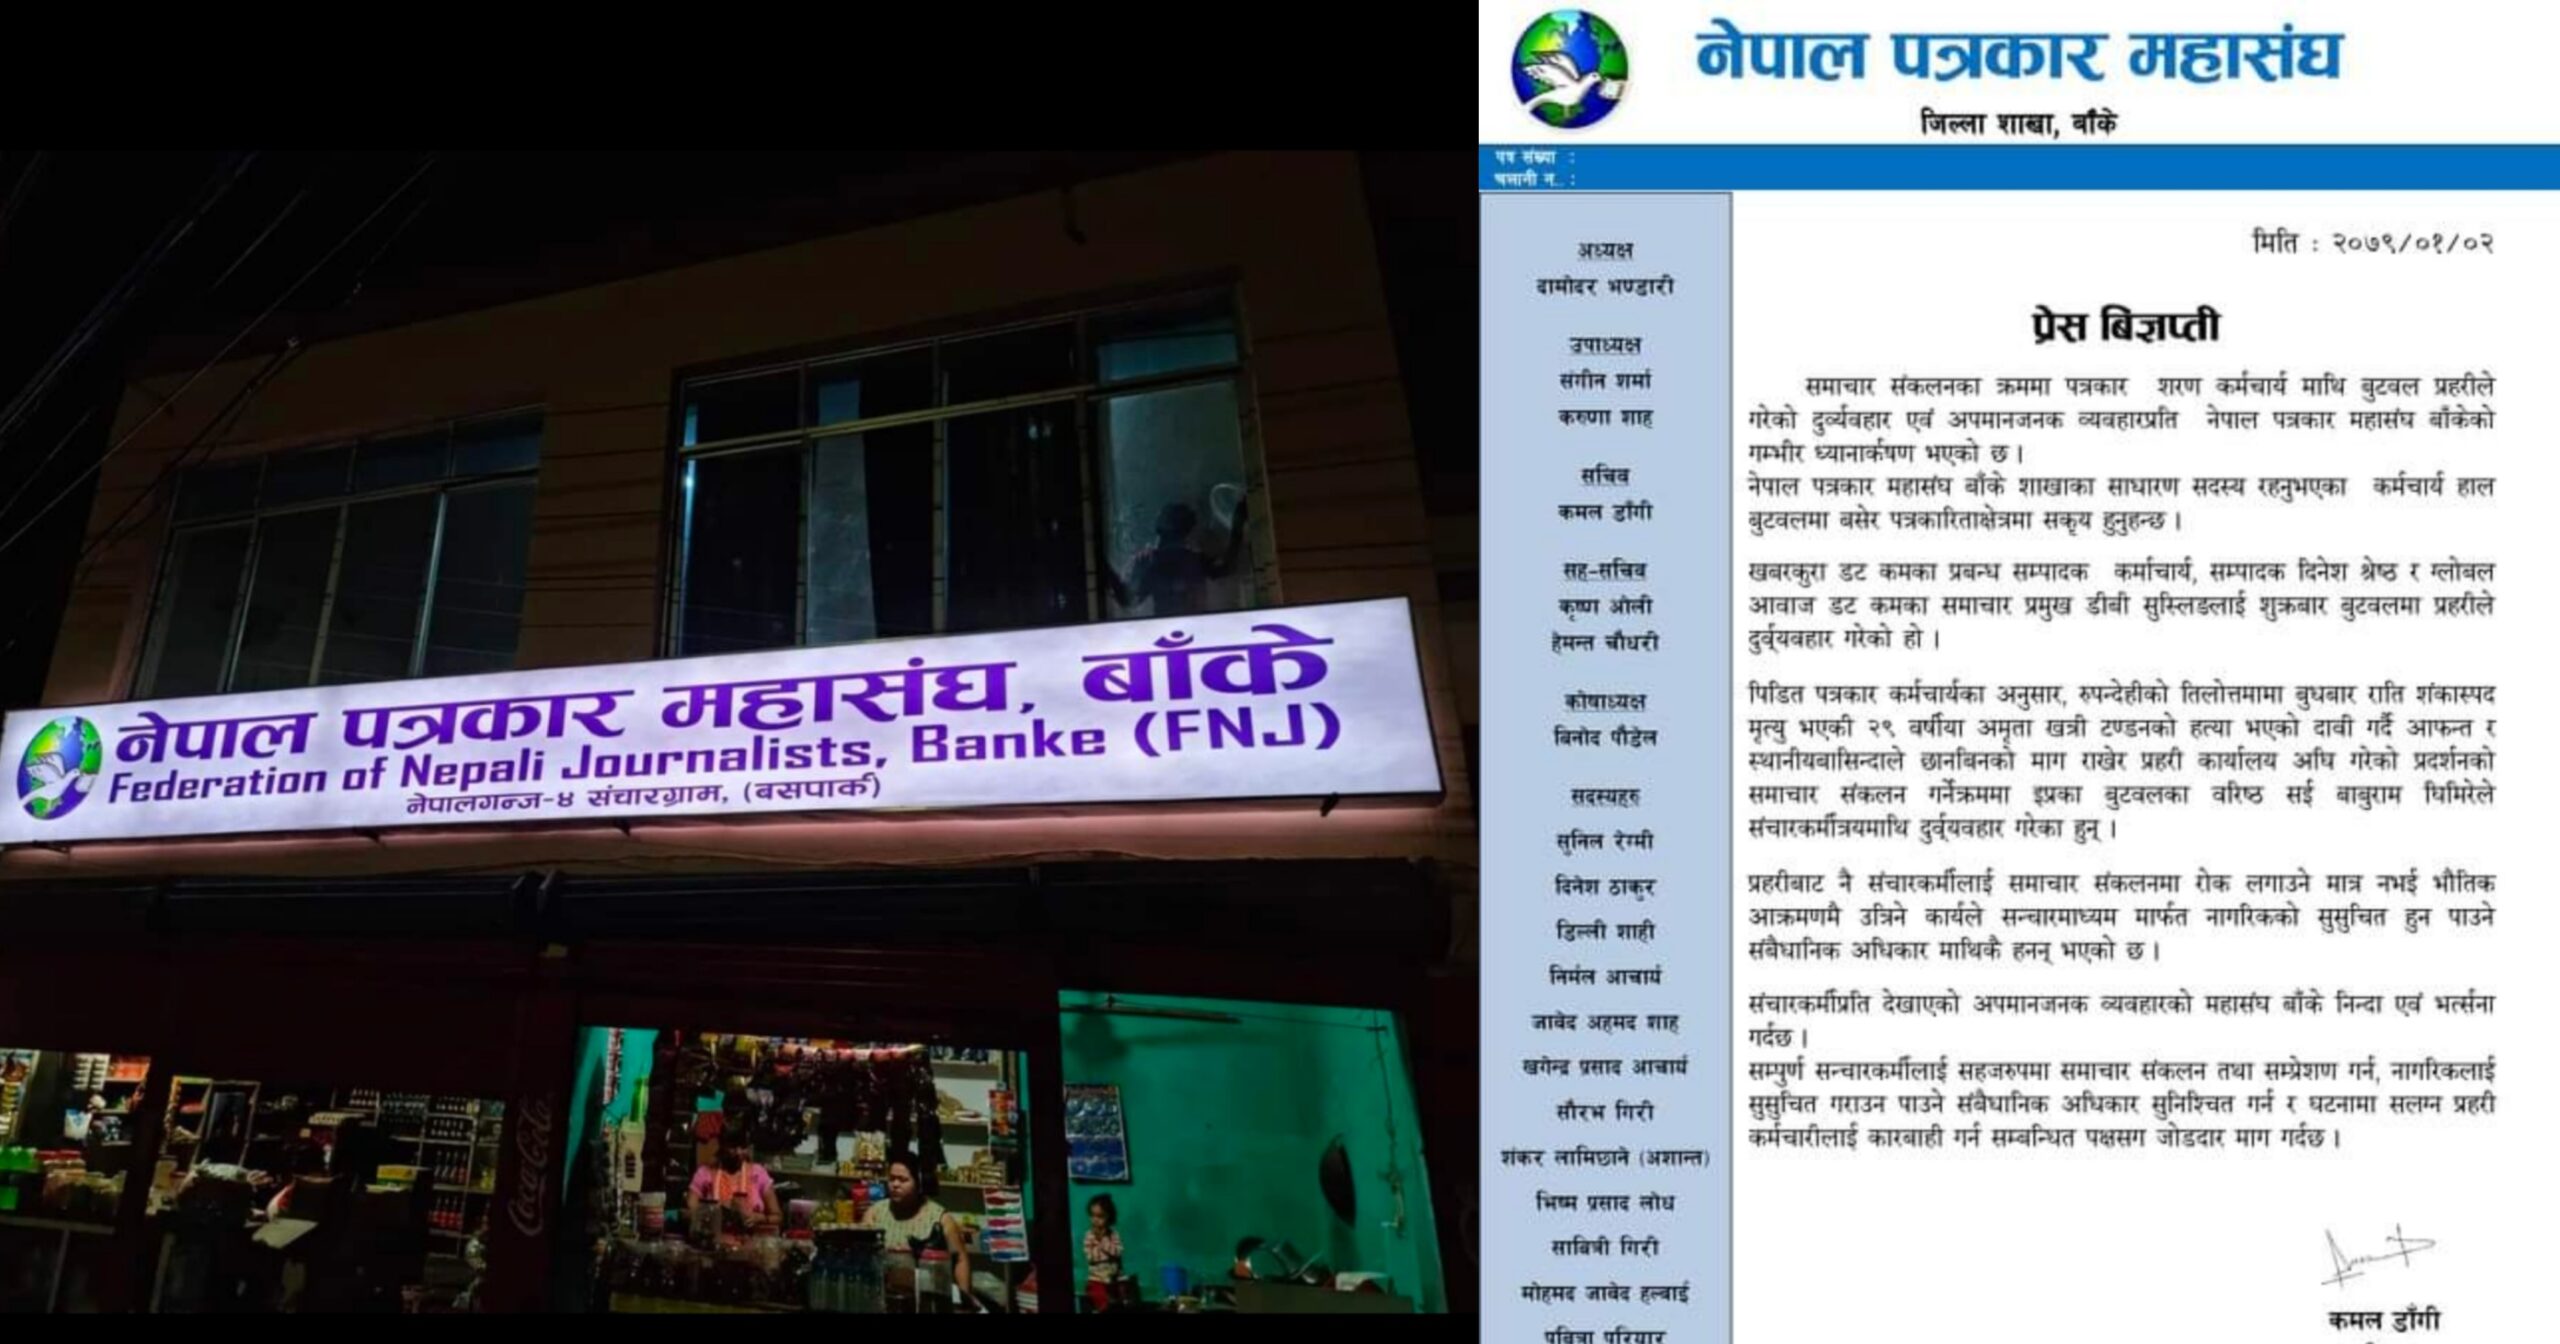 नेपाल पत्रकार महासंघ, बाँके
Federation of Nepali Journalists, Banke (FNJ)
नेपालगन्ज-४ संचारग्राम, (बसपार्क)
Coca-Cola
नेपाल पत्रकार महासंघ
जिल्ला शाखा, बाँके
पत्र संख्या :
चलानी न. :
अध्यक्ष
दामोदर भण्डारी
उपाध्यक्ष
संगीन शर्मा
करुणा शाह
सचिव
कमल डाँगी
सह-सचिव
कृष्ण ओली
हेमन्त चौधरी
कोषाध्यक्ष
बिनोद पौडेल
सदस्यहरु
सुनिल रेग्मी
दिनेश ठाकुर
डिल्ली शाही
निर्मल आचार्य
जावेद अहमद शाह
खगेन्द्र प्रसाद आचार्य
सौरभ गिरी
शंकर लामिछाने (अशान्त)
भिष्म प्रसाद लोध
सावित्री गिरी
मोहमद जावेद हल्वाई
पवित्रा परियार
मिति : २०७९/०१/०२
प्रेस बिज्ञप्ती
समाचार संकलनका क्रममा पत्रकार शरण कर्मचार्य माथि बुटवल प्रहरीले
गरेको दुर्व्यवहार एवं अपमानजनक व्यवहारप्रति नेपाल पत्रकार महासंघ बाँकेको
गम्भीर ध्यानार्कषण भएको छ ।
नेपाल पत्रकार महासंघ बाँके शाखाका साधारण सदस्य रहनुभएका कर्मचार्य हाल
बुटवलमा बसेर पत्रकारिताक्षेत्रमा सकृय हुनुहुन्छ ।
खबरकुरा डट कमका प्रबन्ध सम्पादक कर्माचार्य, सम्पादक दिनेश श्रेष्ठ र ग्लोबल
आवाज डट कमका समाचार प्रमुख डीबी सुस्लिङलाई शुक्रबार बुटवलमा प्रहरीले
दुर्व्यवहार गरेको हो ।
पिडित पत्रकार कर्मचार्यका अनुसार, रुपन्देहीको तिलोत्तमामा बुधबार राति शंकास्पद
मृत्यु भएकी २९ वर्षीया अमृता खत्री टण्डनको हत्या भएको दावी गर्दै आफन्त र
स्थानीयबासिन्दाले छानबिनको माग राखेर प्रहरी कार्यालय अघि गरेको प्रदर्शनको
समाचार संकलन गर्नेक्रममा इप्रका बुटवलका वरिष्ठ सई बाबुराम घिमिरेले
संचारकर्मीत्रयमाथि दुर्व्यवहार गरेका हुन् ।
प्रहरीबाट नै संचारकर्मीलाई समाचार संकलनमा रोक लगाउने मात्र नभई भौतिक
आक्रमणमै उत्रिने कार्यले सन्चारमाध्यम मार्फत नागरिकको सुसुचित हुन पाउने
संबैधानिक अधिकार माथिकै हनन् भएको छ ।
संचारकर्मीप्रति देखाएको अपमानजनक व्यवहारको महासंघ बाँके निन्दा एवं भर्त्सना
गर्दछ ।
सम्पुर्ण सन्चारकर्मीलाई सहजरुपमा समाचार संकलन तथा सम्प्रेशण गर्न, नागरिकलाई
सुसुचित गराउन पाउने संबैधानिक अधिकार सुनिश्चित गर्न र घटनामा सलग्न प्रहरी
कर्मचारीलाई कारबाही गर्न सम्बन्धित पक्षसग जोडदार माग गर्दछ ।
कमल डाँगी